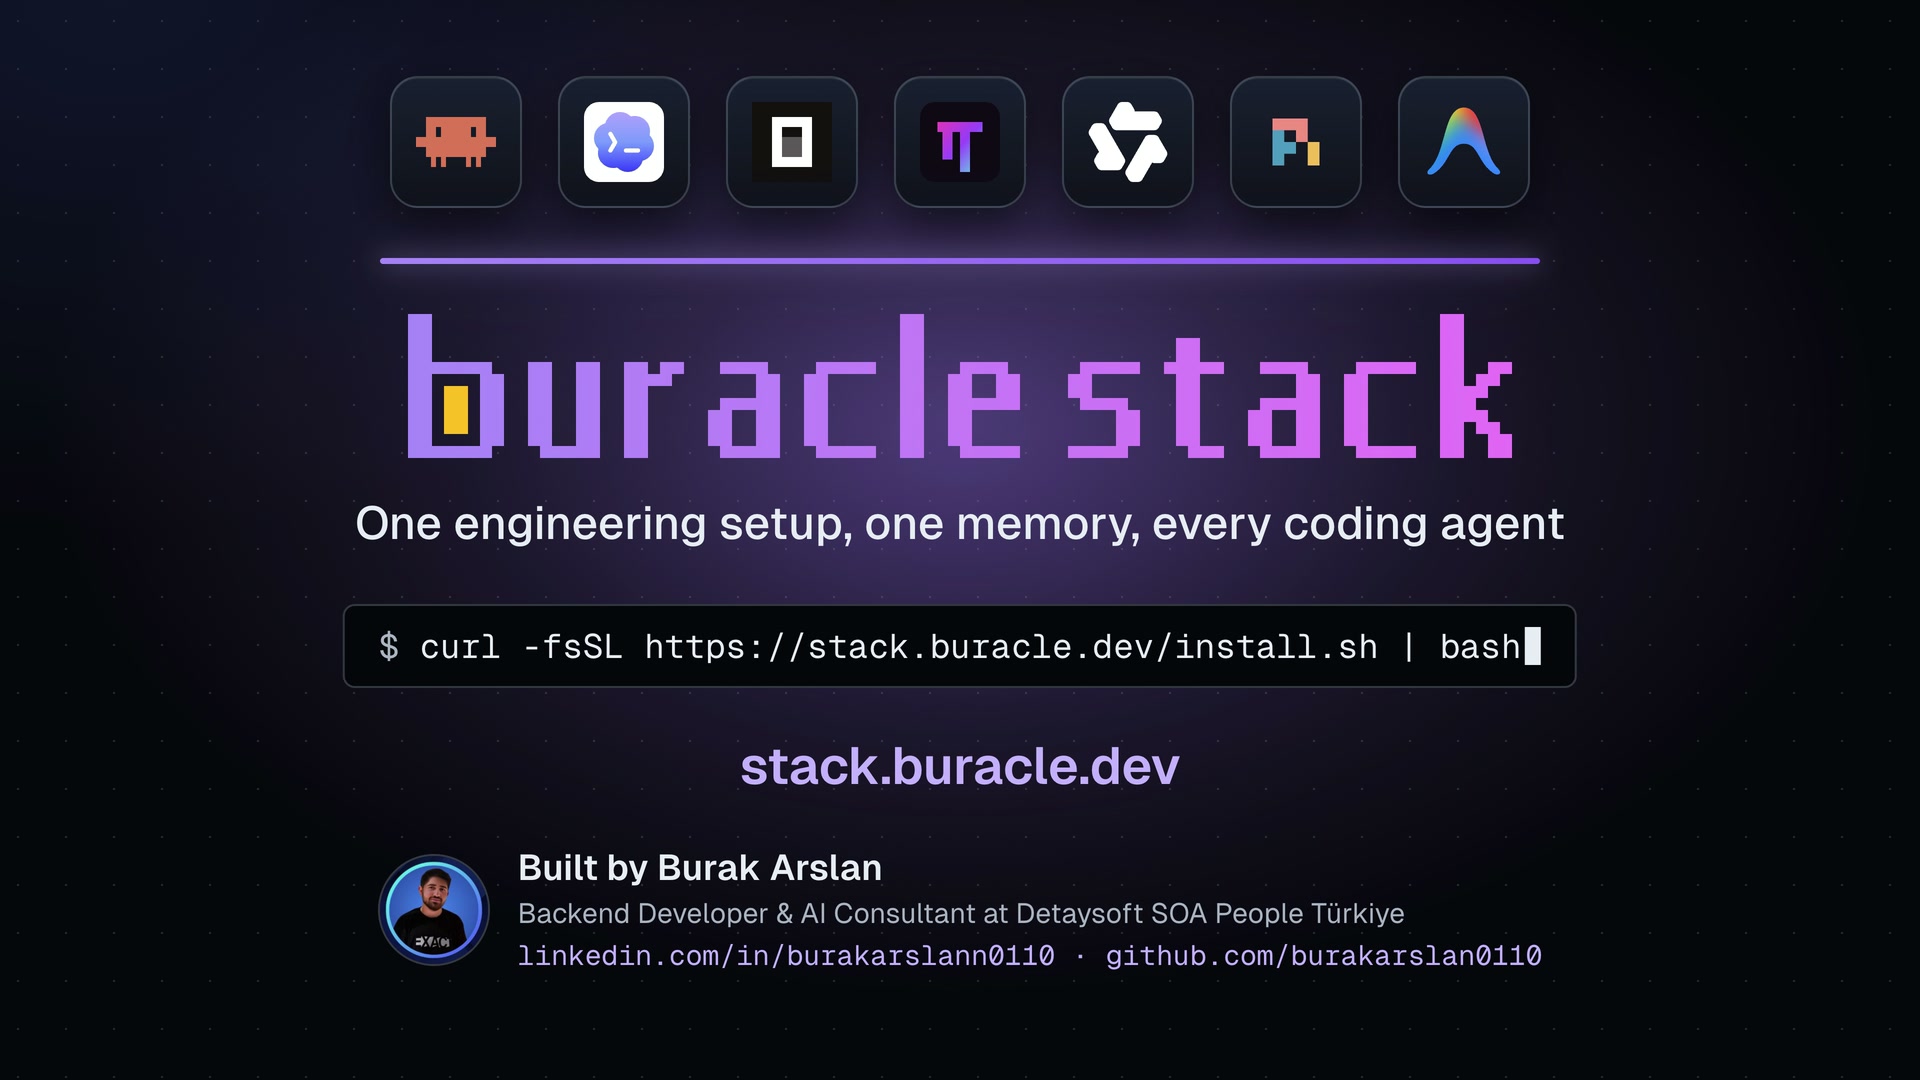 buracle stack
One engineering setup, one memory, every coding agent
$ curl -fsSL https://stack.buracle.dev/install.sh | bash
stack.buracle.dev
Built by Burak Arslan
Backend Developer & AI Consultant at Detaysoft SOA People Türkiye
linkedin.com/in/burakarslann0110 · github.com/burakarslan0110
EXACT